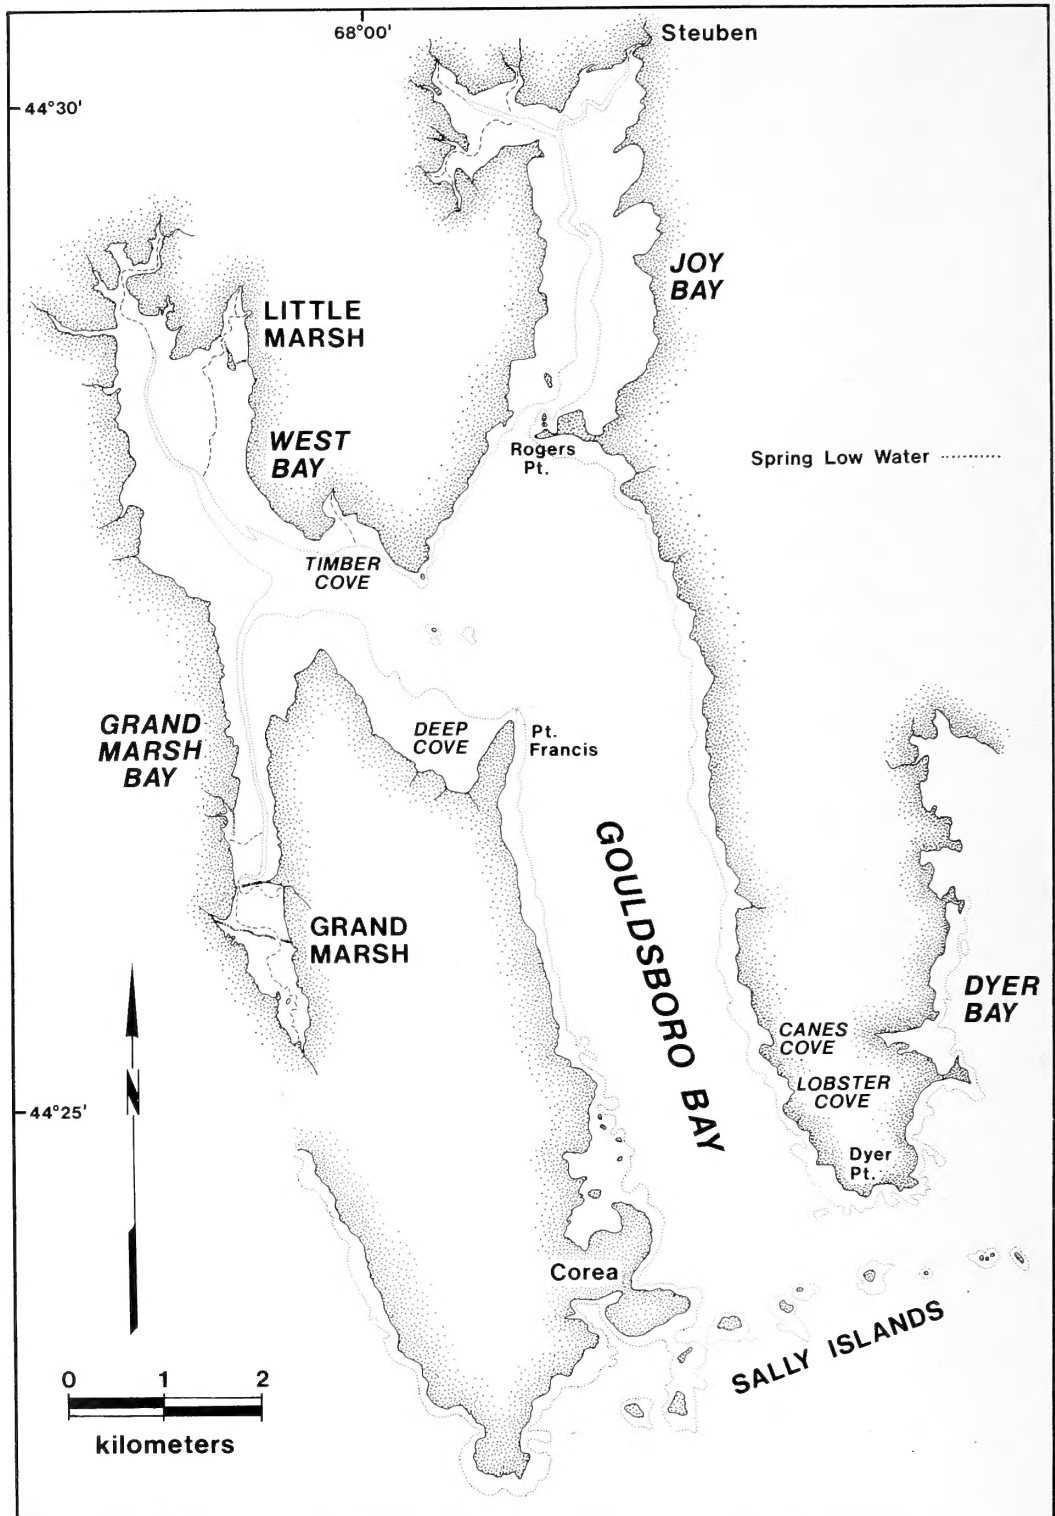 68°00'
Steuben
44°30'
JOY
BAY
LITTLE
MARSH
WEST
BAY
Rogers
Pt.
Spring Low Water
TIMBER
COVE
GRAND
MARSH
BAY
DEEP
COVE
Pt.
Francis
GOULDSBORO BAY
GRAND
MARSH
DYER
BAY
CANES
COVE
LOBSTER
COVE
N
44°25'
Dyer
Pt.
Corea
SALLY ISLANDS
0 1 2
kilometers